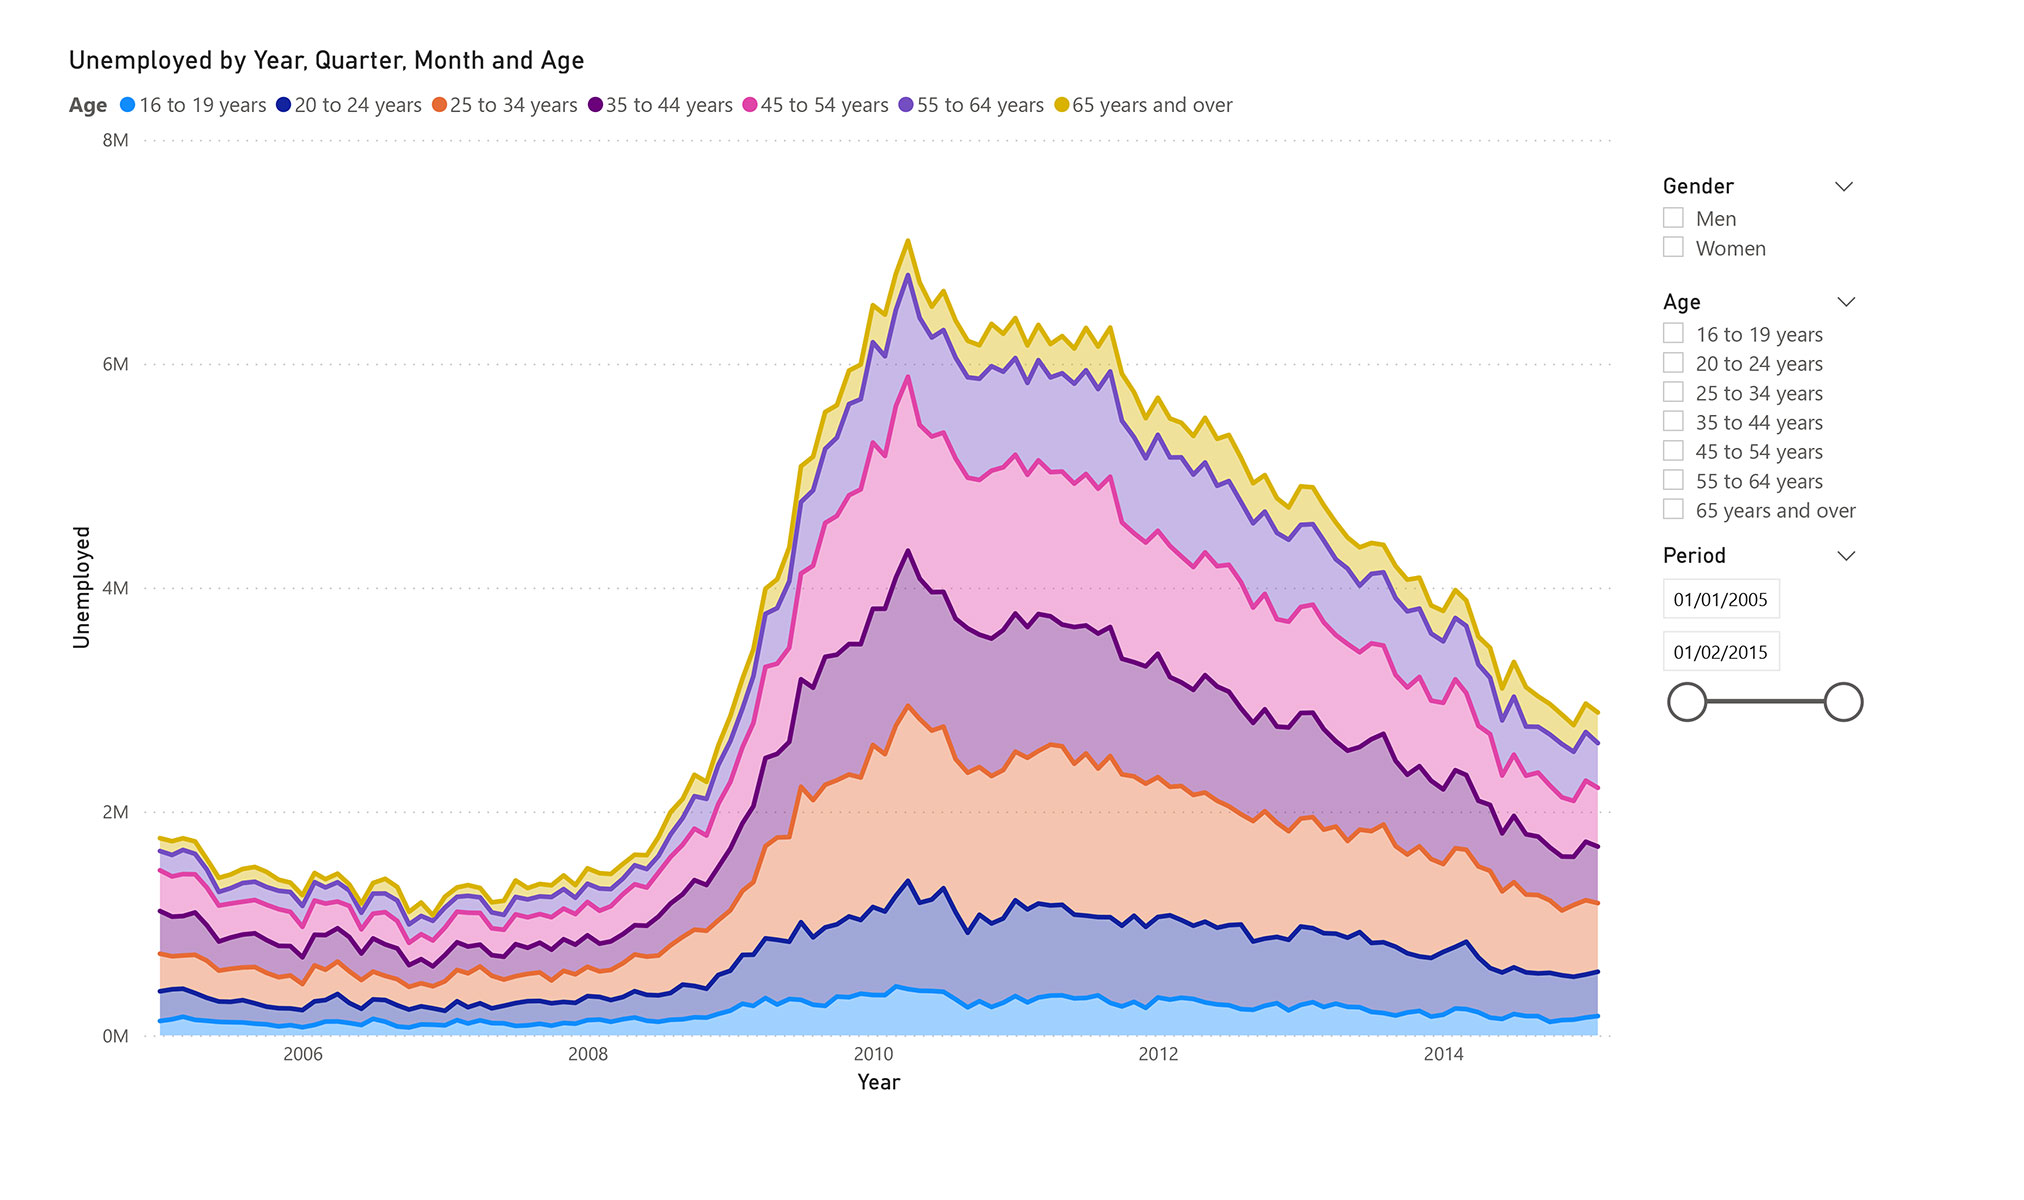 Unemployed by Year, Quarter, Month and Age
Age 16 to 19 years 20 to 24 years 25 to 34 years 35 to 44 years 45 to 54 years 55 to 64 years 65 years and over
8M
6M
4M
2M
0M
Unemployed
2006 2008 2010 2012 2014
Year
Gender
Men
Women
Age
16 to 19 years
20 to 24 years
25 to 34 years
35 to 44 years
45 to 54 years
55 to 64 years
65 years and over
Period
01/01/2005
01/02/2015